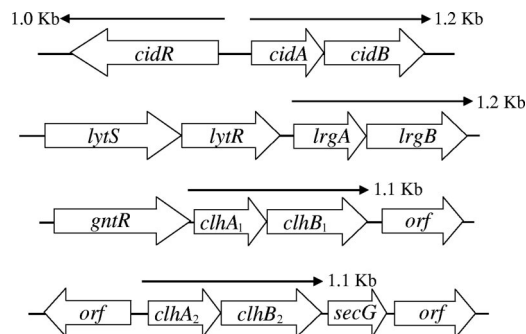 1.0 Kb 1.2 Kb
cidR cidA cidB
1.2 Kb
lytS lytR lrgA lrgB
1.1 Kb
gntR clhA₁ clhB₁ orf
1.1 Kb
orf clhA₂ clhB₂ secG orf